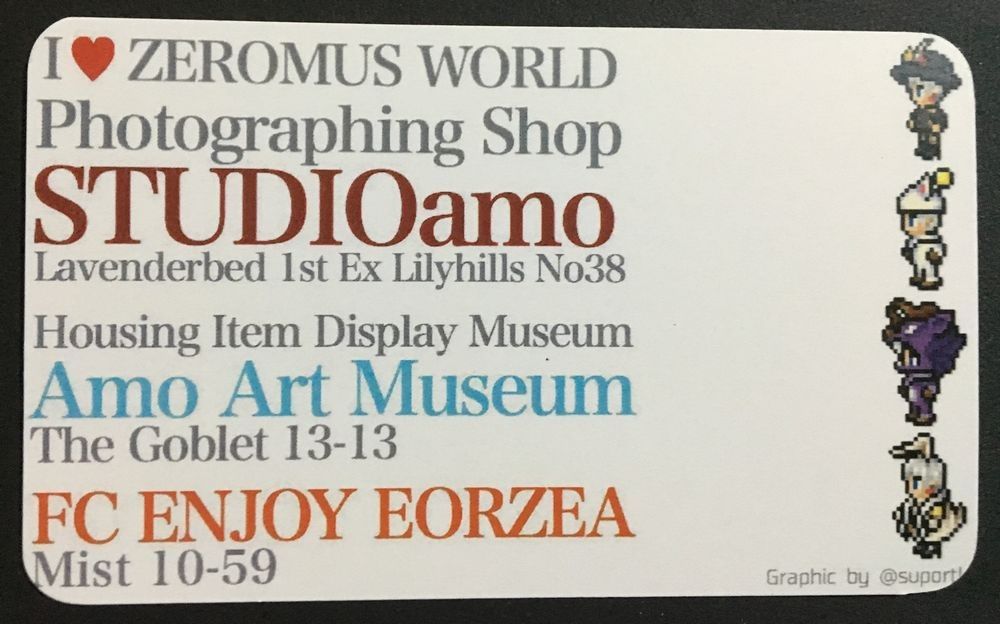 I ♥ ZEROMUS WORLD
Photographing Shop
STUDIOamo
Lavenderbed 1st Ex Lilyhills No38
Housing Item Display Museum
Amo Art Museum
The Goblet 13-13
FC ENJOY EORZEA
Mist 10-59
Graphic by